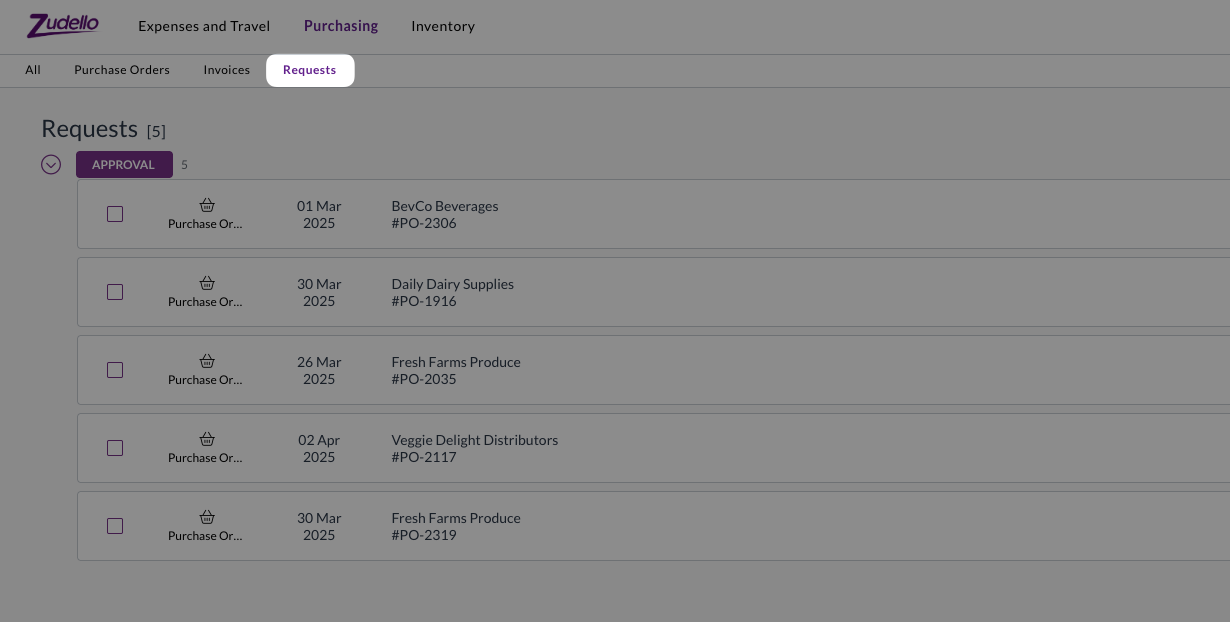 Zudello
Expenses and Travel
Purchasing
Inventory
All
Purchase Orders
Invoices
Requests
Requests [5]
APPROVAL 5
Purchase Or...
01 Mar
2025
BevCo Beverages
#PO-2306
Purchase Or...
30 Mar
2025
Daily Dairy Supplies
#PO-1916
Purchase Or...
26 Mar
2025
Fresh Farms Produce
#PO-2035
Purchase Or...
02 Apr
2025
Veggie Delight Distributors
#PO-2117
Purchase Or...
30 Mar
2025
Fresh Farms Produce
#PO-2319